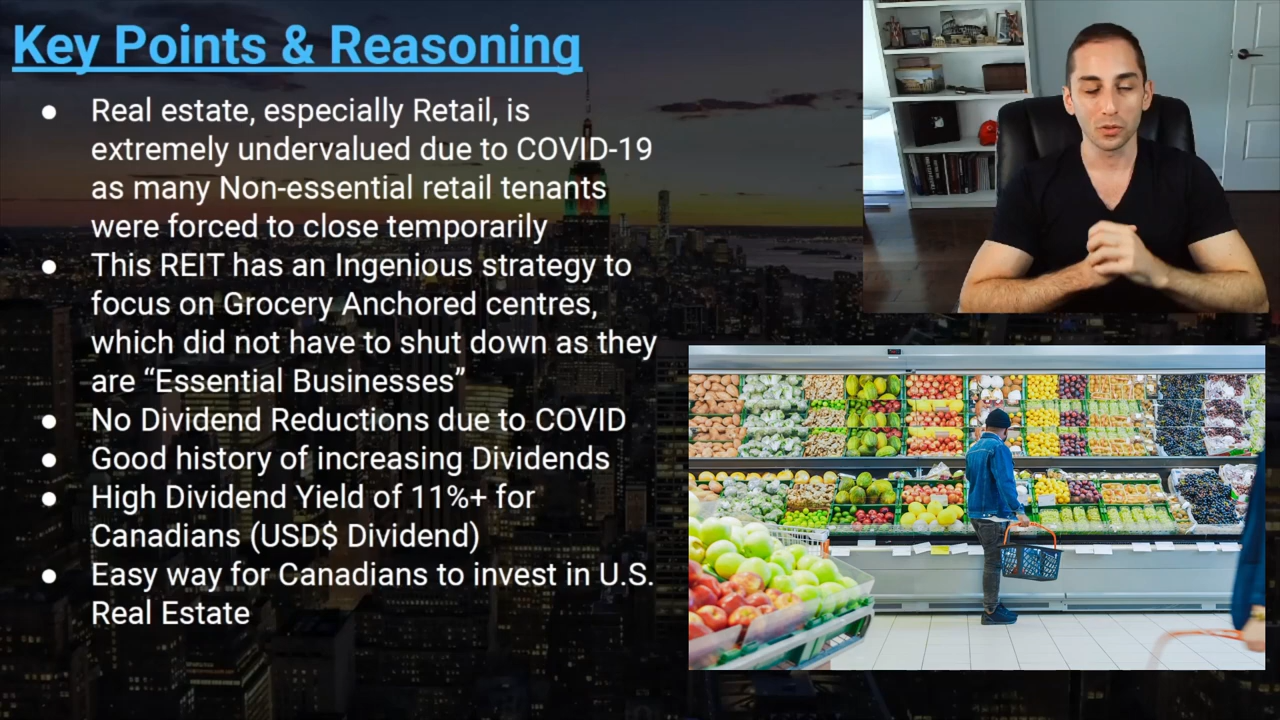 Key Points & Reasoning
● Real estate, especially Retail, is
extremely undervalued due to COVID-19
as many Non-essential retail tenants
were forced to close temporarily
● This REIT has an Ingenious strategy to
focus on Grocery Anchored centres,
which did not have to shut down as they
are “Essential Businesses”
● No Dividend Reductions due to COVID
● Good history of increasing Dividends
● High Dividend Yield of 11%+ for
Canadians (USD$ Dividend)
● Easy way for Canadians to invest in U.S.
Real Estate